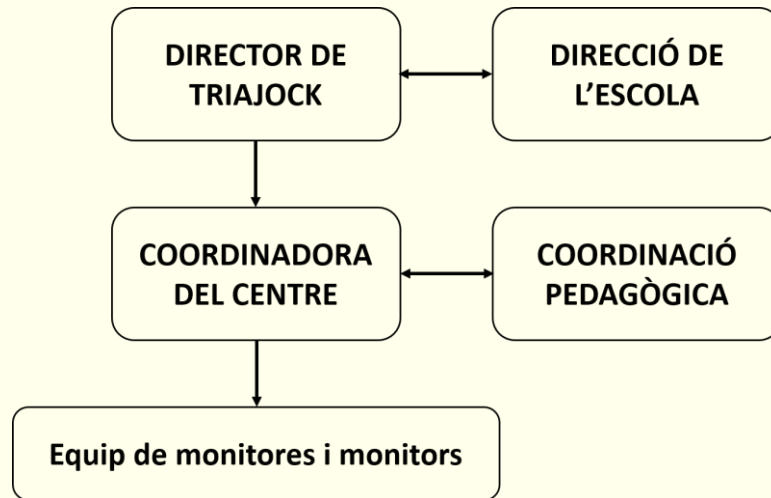 DIRECTOR DE
TRIAJOCK
DIRECCIÓ DE
L’ESCOLA
COORDINADORA
DEL CENTRE
COORDINACIÓ
PEDAGÒGICA
Equip de monitores i monitors